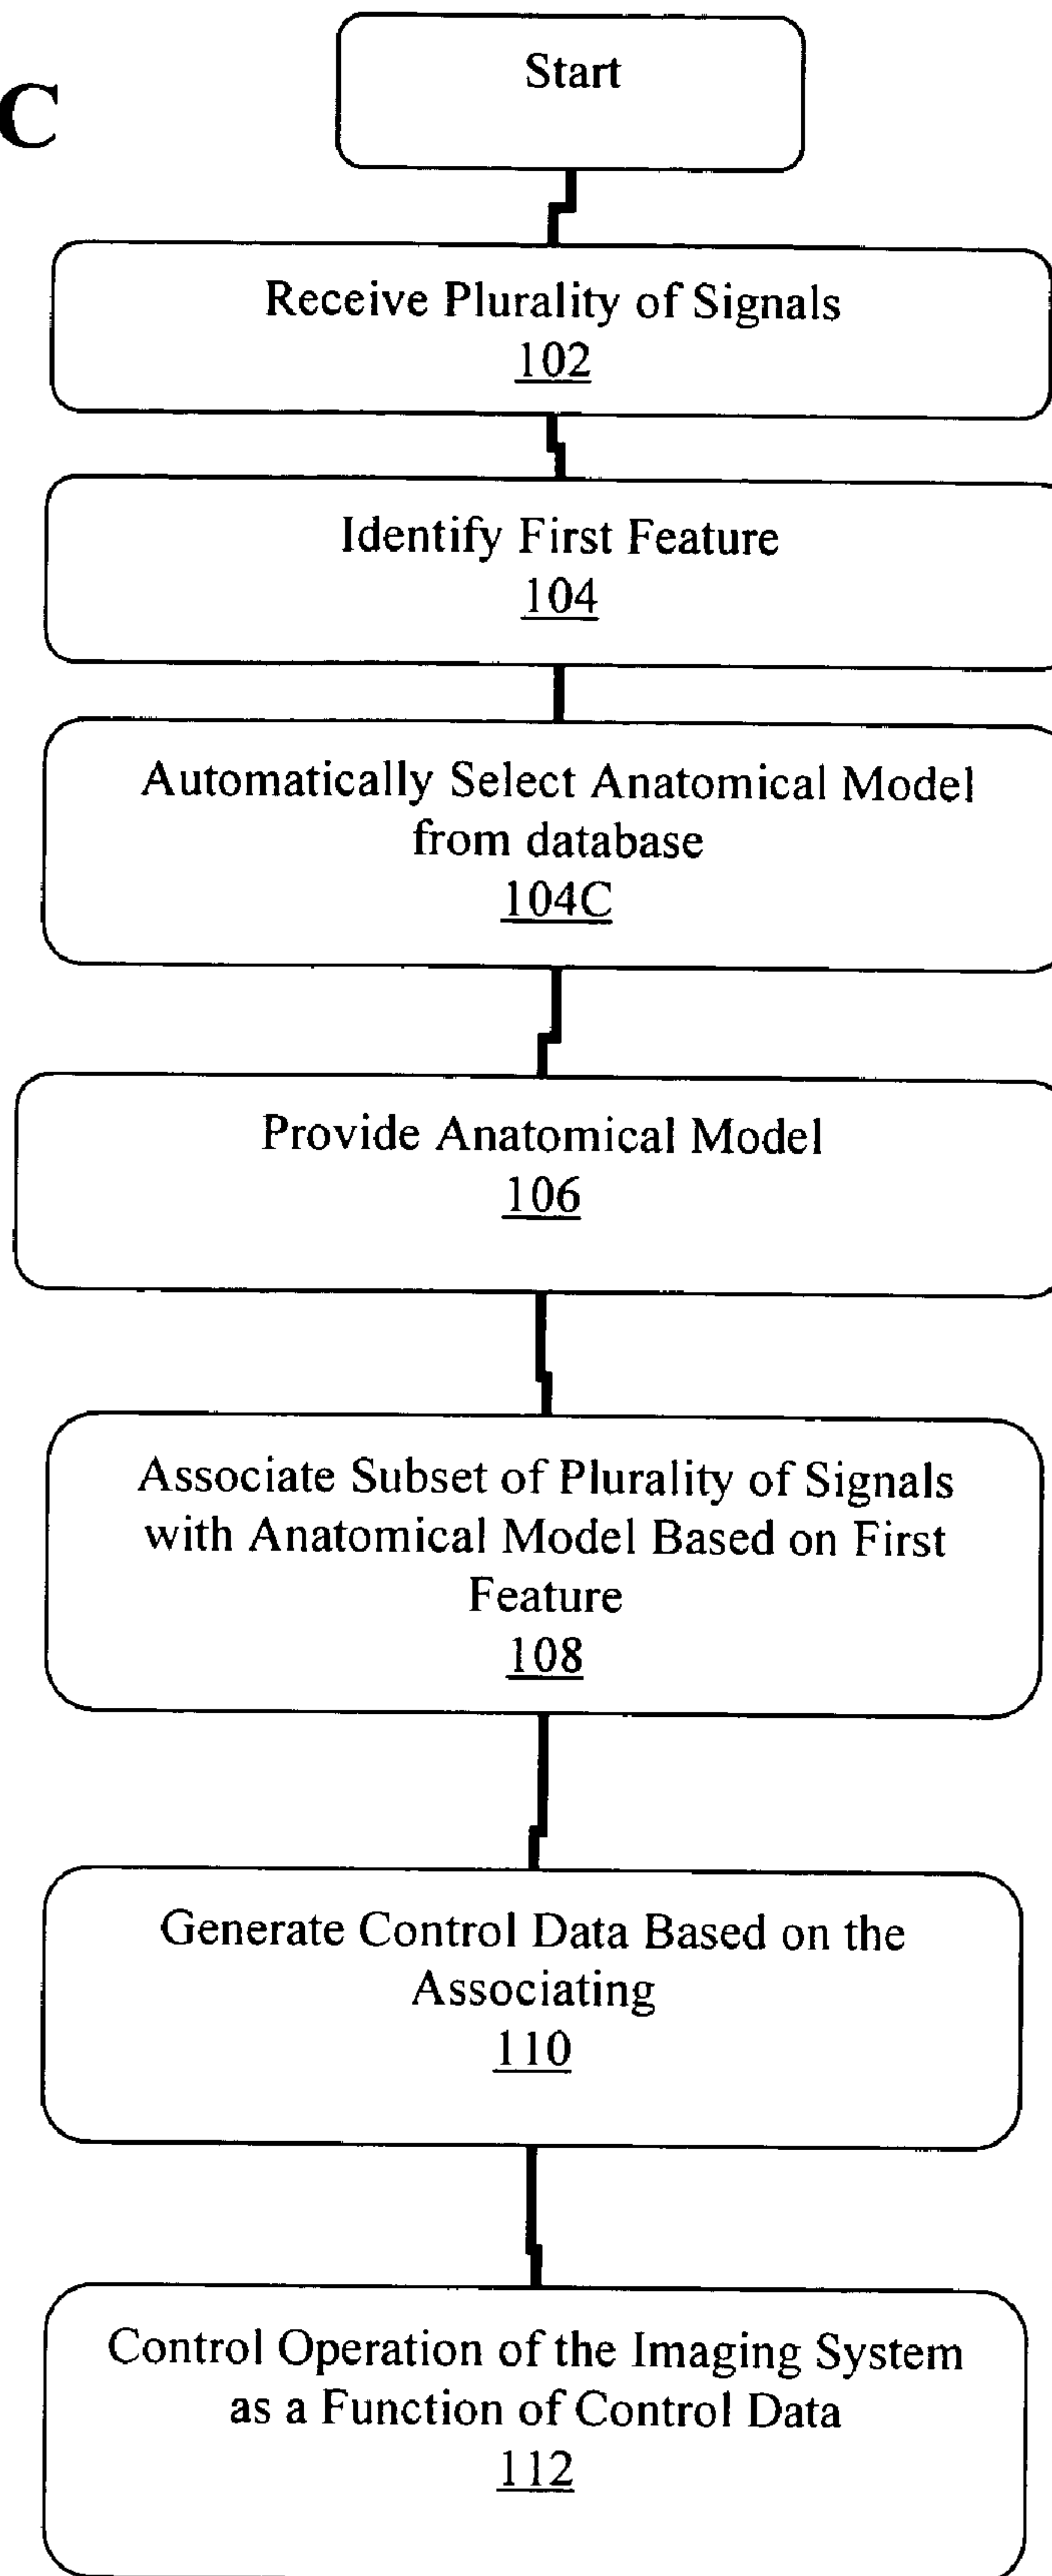 C
Start
Receive Plurality of Signals
102
Identify First Feature
104
Automatically Select Anatomical Model
from database
104C
Provide Anatomical Model
106
Associate Subset of Plurality of Signals
with Anatomical Model Based on First
Feature
108
Generate Control Data Based on the
Associating
110
Control Operation of the Imaging System
as a Function of Control Data
112